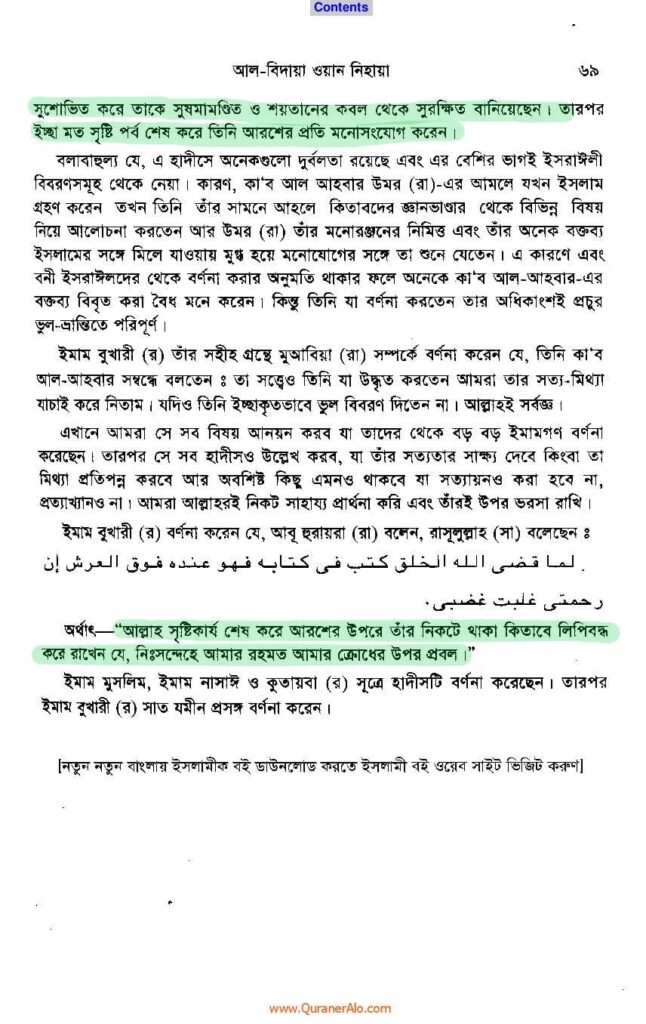 Contents
আল-বিদায়া ওয়ান নিহায়া ৬৯
সুশোভিত করে তাকে সুষমামণ্ডিত ও শয়তানের কবল থেকে সুরক্ষিত বানিয়েছেন। তারপর
ইচ্ছা মত সৃষ্টি পর্ব শেষ করে তিনি আরশের প্রতি মনোসংযোগ করেন।
বলাবাহুল্য যে, এ হাদীসে অনেকগুলো দুর্বলতা রয়েছে এবং এর বেশির ভাগই ইসরাঈলী
বিবরণসমূহ থেকে নেয়া। কারণ, কা'ব আল আহবার উমর (রা)-এর আমলে যখন ইসলাম
গ্রহণ করেন তখন তিনি তাঁর সামনে আহলে কিতাবদের জ্ঞানভাণ্ডার থেকে বিভিন্ন বিষয়
নিয়ে আলোচনা করতেন আর উমর (রা) তাঁর মনোরঞ্জনের নিমিত্ত এবং তাঁর অনেক বক্তব্য
ইসলামের সঙ্গে মিলে যাওয়ায় মুগ্ধ হয়ে মনোযোগের সঙ্গে তা শুনে যেতেন। এ কারণে এবং
বনী ইসরাঈলদের থেকে বর্ণনা করার অনুমতি থাকার ফলে অনেকে কা'ব আল-আহবার-এর
বক্তব্য বিবৃত করা বৈধ মনে করেন। কিন্তু তিনি যা বর্ণনা করতেন তার অধিকাংশই প্রচুর
ভুল-ভ্রান্তিতে পরিপূর্ণ।
ইমাম বুখারী (র) তাঁর সহীহ গ্রন্থে মুআবিয়া (রা) সম্পর্কে বর্ণনা করেন যে, তিনি কা'ব
আল-আহবার সম্বন্ধে বলতেন ঃ তা সত্ত্বেও তিনি যা উদ্ধৃত করতেন আমরা তার সত্য-মিথ্যা
যাচাই করে নিতাম। যদিও তিনি ইচ্ছাকৃতভাবে ভুল বিবরণ দিতেন না। আল্লাহই সর্বজ্ঞ।
এখানে আমরা সে সব বিষয় আনয়ন করব যা তাদের থেকে বড় বড় ইমামগণ বর্ণনা
করেছেন। তারপর সে সব হাদীসও উল্লেখ করব, যা তাঁর সত্যতার সাক্ষ্য দেবে কিংবা তা
মিথ্যা প্রতিপন্ন করবে আর অবশিষ্ট কিছু এমনও থাকবে যা সত্যায়নও করা হবে না,
প্রত্যাখ্যানও না। আমরা আল্লাহরই নিকট সাহায্য প্রার্থনা করি এবং তাঁরই উপর ভরসা রাখি।
ইমাম বুখারী (র) বর্ণনা করেন যে, আবূ হুরায়রা (রা) বলেন, রাসূলুল্লাহ (সা) বলেছেন ঃ
لما قضى الله الخلق كتب فى كتابه فهو عنده فوق العرش إن
رحمتى غلبت غضبى.
অর্থাৎ—“আল্লাহ সৃষ্টিকার্য শেষ করে আরশের উপরে তাঁর নিকটে থাকা কিতাবে লিপিবদ্ধ
করে রাখেন যে, নিঃসন্দেহে আমার রহমত আমার ক্রোধের উপর প্রবল।”
ইমাম মুসলিম, ইমাম নাসাঈ ও কুতায়বা (র) সূত্রে হাদীসটি বর্ণনা করেছেন। তারপর
ইমাম বুখারী (র) সাত যমীন প্রসঙ্গ বর্ণনা করেন।
[নতুন নতুন বাংলায় ইসলামীক বই ডাউনলোড করতে ইসলামী বই ওয়েব সাইট ভিজিট করুণ]
www.QuranerAlo.com